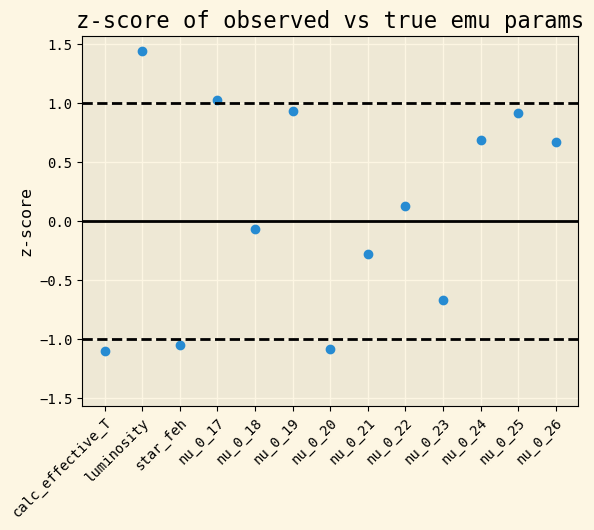 z-score of observed vs true emu params
z-score
1.5
1.0
0.5
0.0
−0.5
−1.0
−1.5
calc_effective_T
luminosity
star_feh
nu_0_17
nu_0_18
nu_0_19
nu_0_20
nu_0_21
nu_0_22
nu_0_23
nu_0_24
nu_0_25
nu_0_26